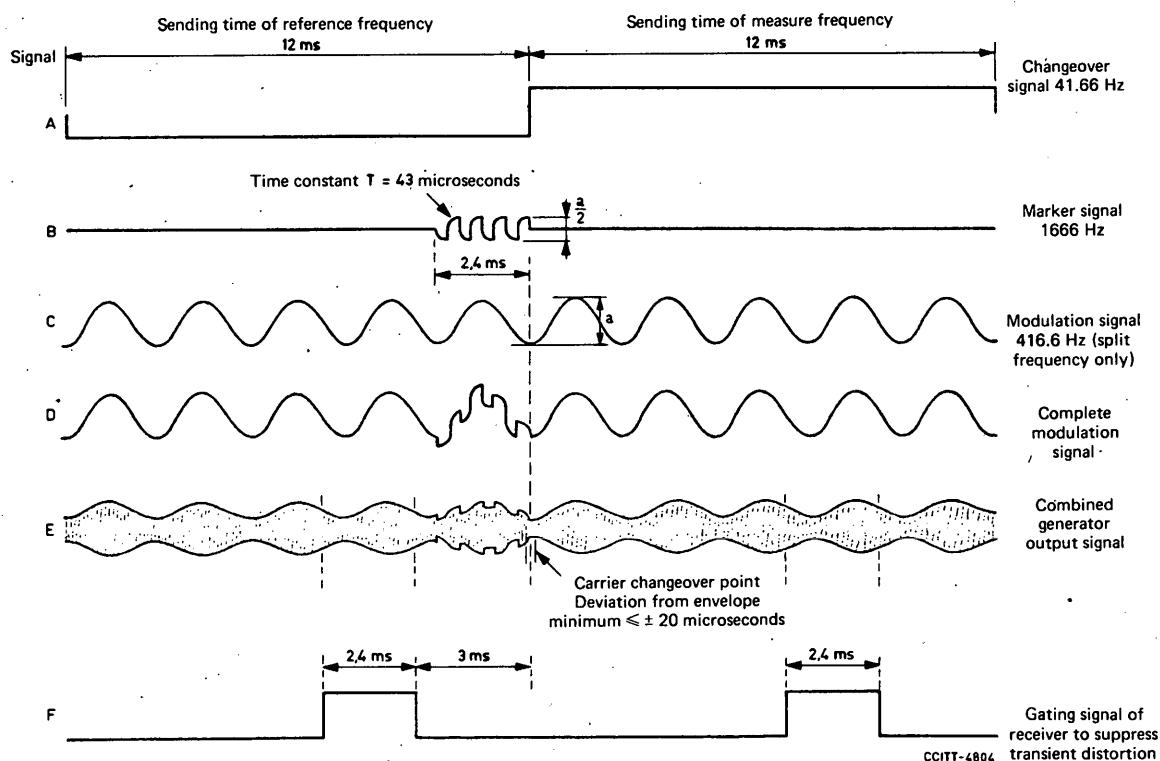 Sending time of reference frequency
12 ms
Sending time of measure frequency
12 ms
Signal
Changeover
signal 41.66 Hz
A
Time constant T = 43 microseconds
a
2
Marker signal
1666 Hz
B
2,4 ms
C
a
Modulation signal
416.6 Hz (split
frequency only)
D
Complete
modulation
signal
E
Combined
generator
output signal
Carrier changeover point
Deviation from envelope
minimum ⩽ ± 20 microseconds
2,4 ms
3 ms
2,4 ms
F
Gating signal of
receiver to suppress
transient distortion
CCITT-4804